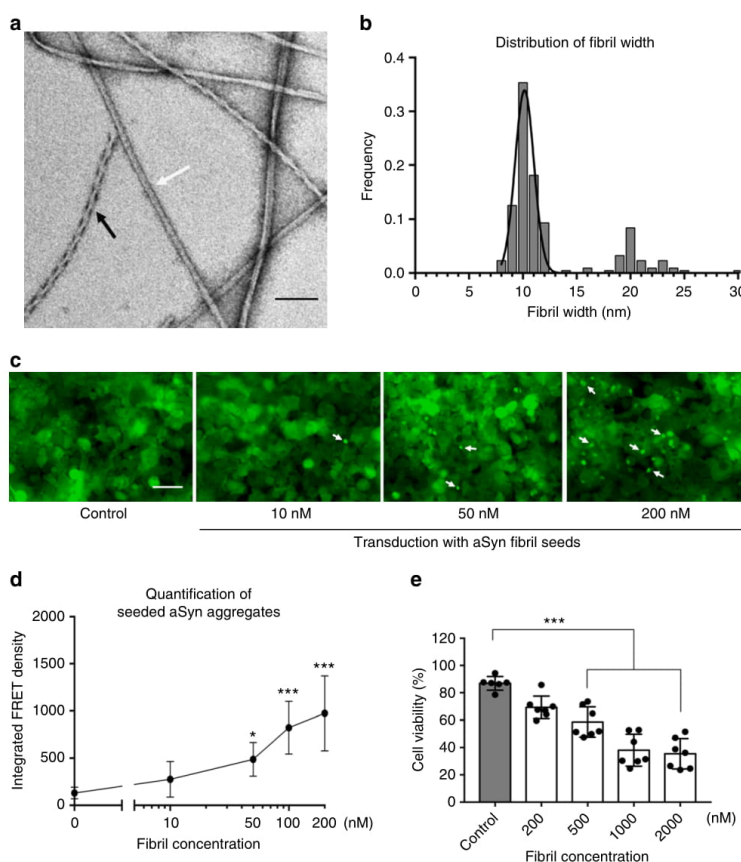 a
b
Distribution of fibril width
0.4
0.3
0.2
0.1
0.0
Frequency
0
5
10
15
20
25
30
Fibril width (nm)
c
Control
10 nM
50 nM
200 nM
Transduction with aSyn fibril seeds
d
Quantification of
seeded aSyn aggregates
2000
1500
1000
500
0
Integrated FRET density
*
***
***
0
10
50
100
200
(nM)
Fibril concentration
e
***
120
100
80
60
40
20
0
Cell viability (%)
Control
200
500
1000
2000
(nM)
Fibril concentration